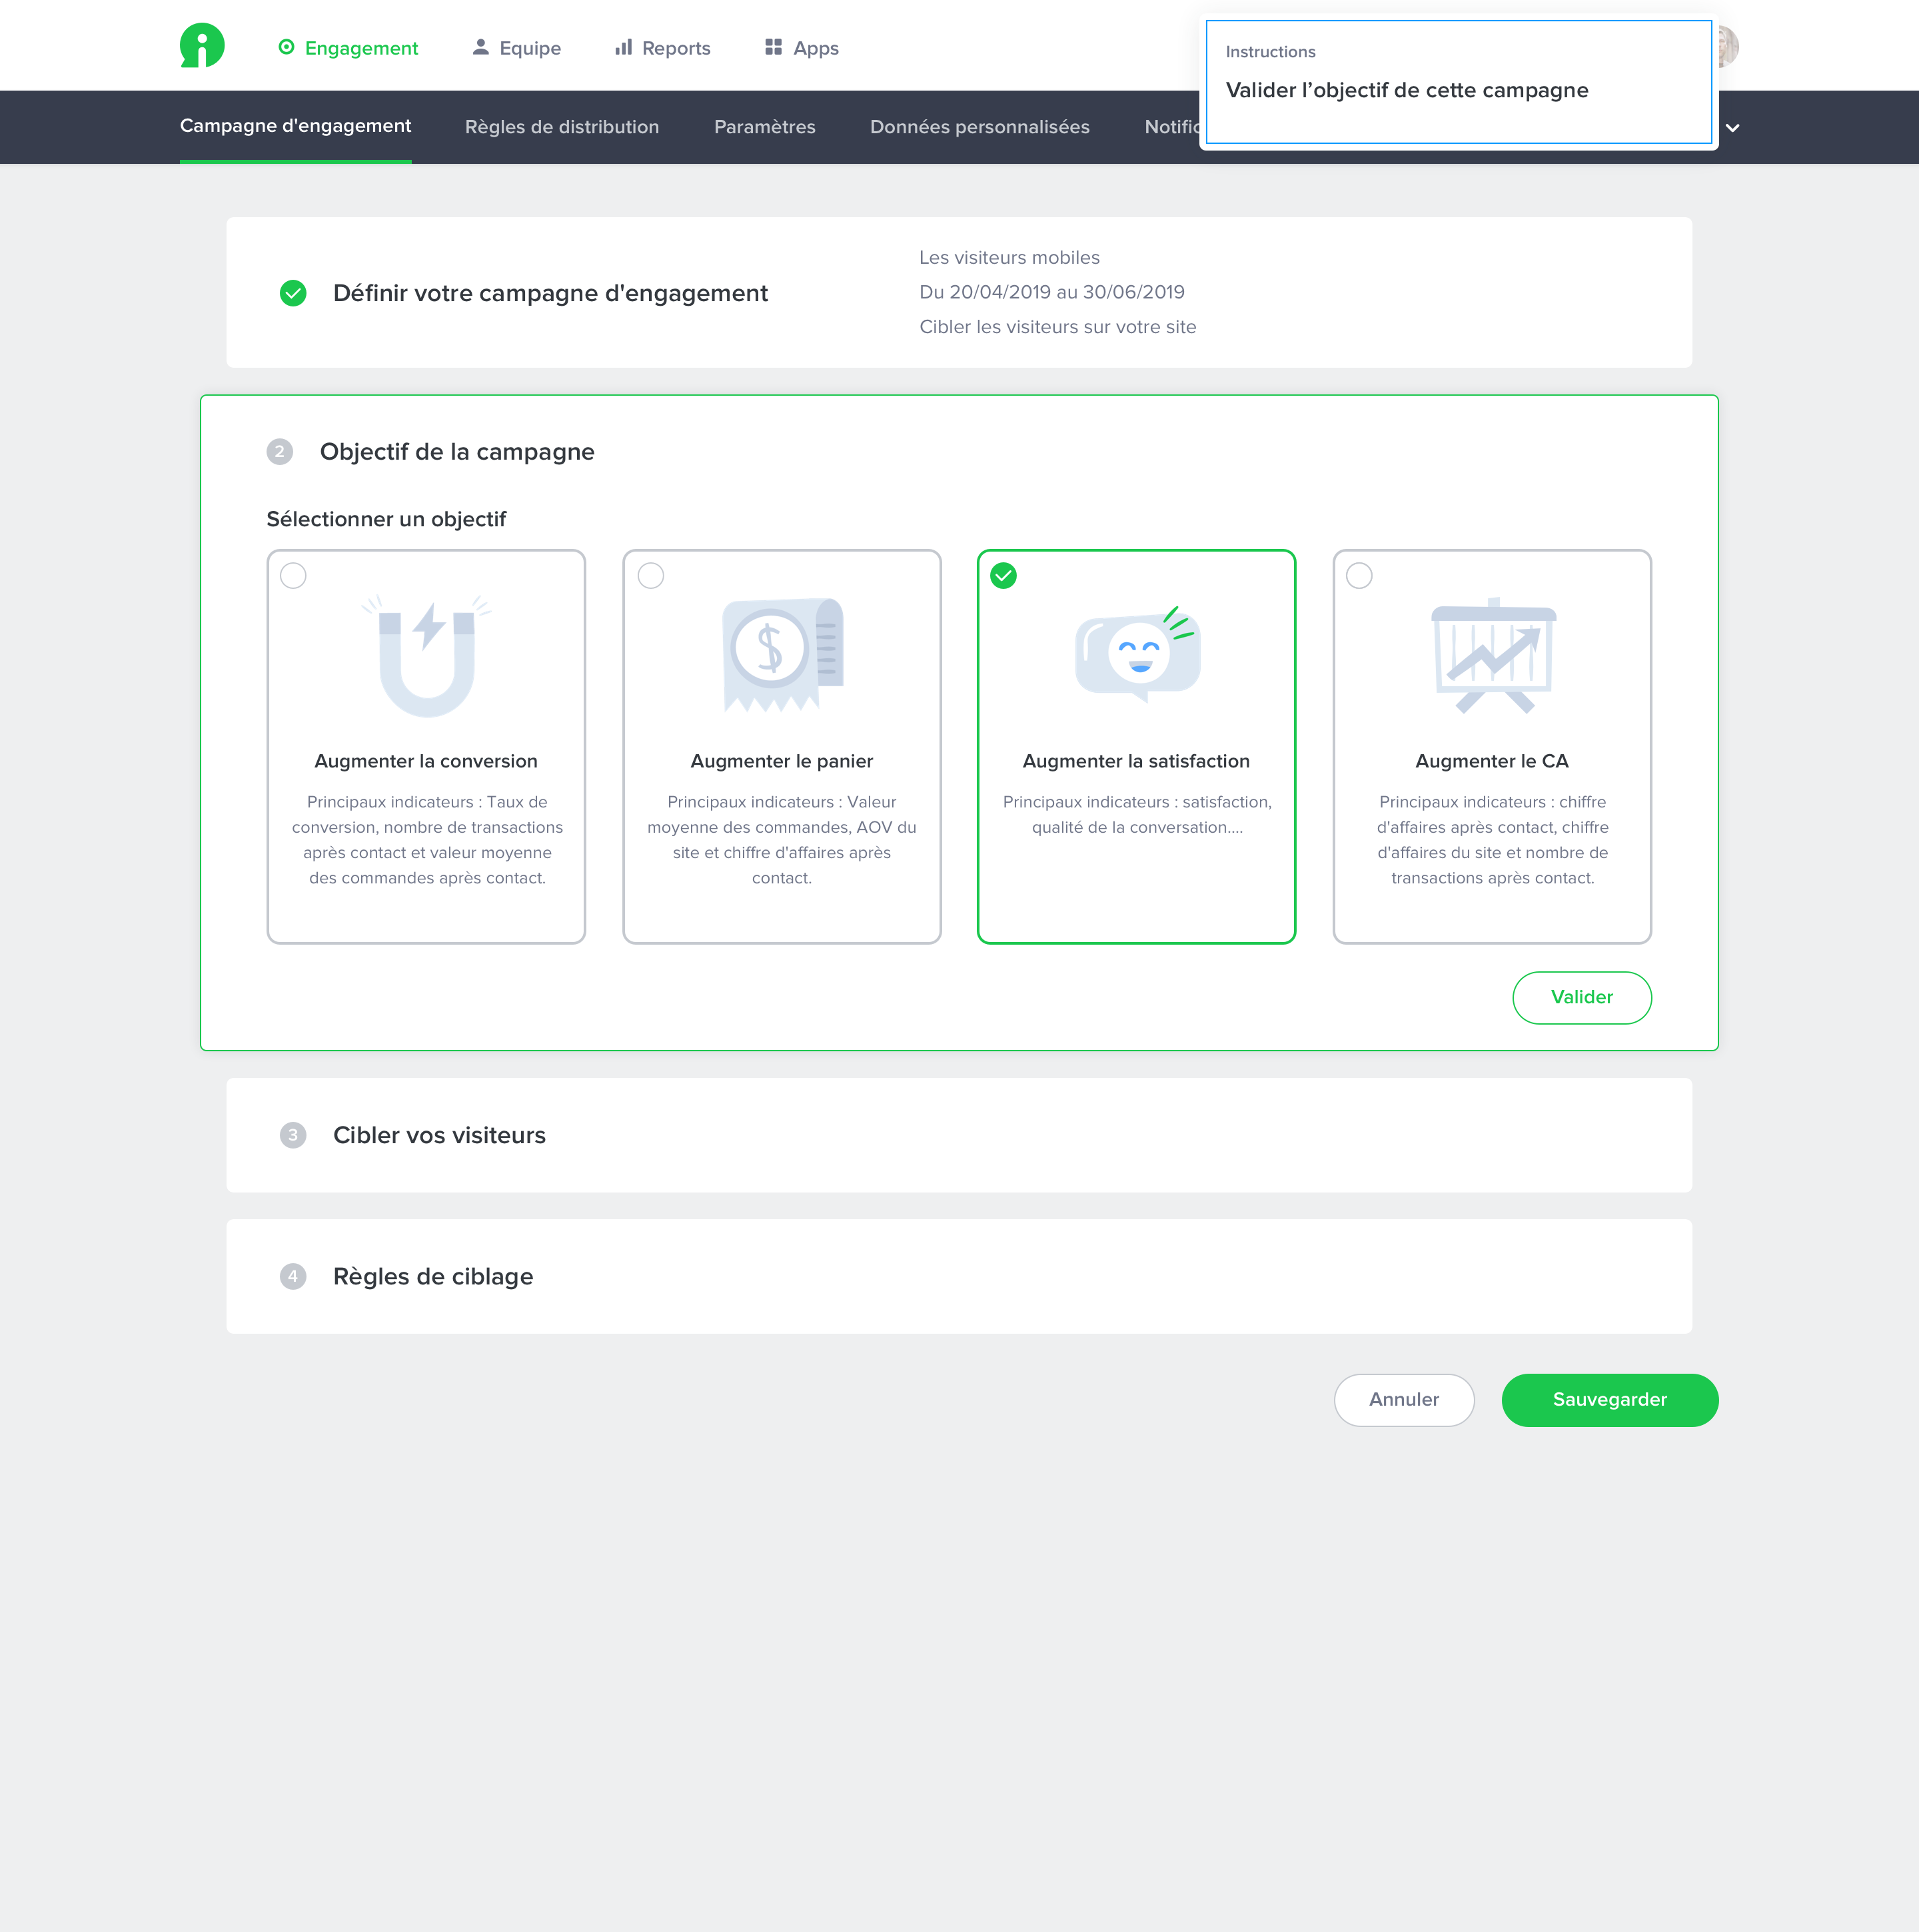 Engagement
Equipe
Reports
Apps
Instructions
Valider l’objectif de cette campagne
Campagne d'engagement
Règles de distribution
Paramètres
Données personnalisées
Définir votre campagne d'engagement
Les visiteurs mobiles
Du 20/04/2019 au 30/06/2019
Cibler les visiteurs sur votre site
2 Objectif de la campagne
Sélectionner un objectif
Augmenter la conversion
Principaux indicateurs : Taux de
conversion, nombre de transactions
après contact et valeur moyenne
des commandes après contact.
$
Augmenter le panier
Principaux indicateurs : Valeur
moyenne des commandes, AOV du
site et chiffre d'affaires après
contact.
Augmenter la satisfaction
Principaux indicateurs : satisfaction,
qualité de la conversation....
Augmenter le CA
Principaux indicateurs : chiffre
d'affaires après contact, chiffre
d'affaires du site et nombre de
transactions après contact.
Valider
3 Cibler vos visiteurs
4 Règles de ciblage
Annuler
Sauvegarder